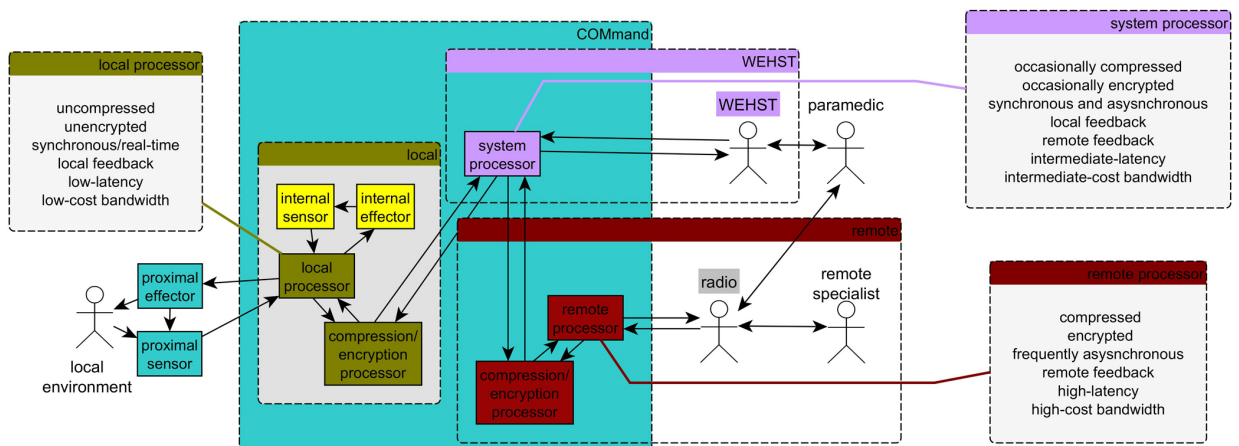 COMmand
system processor
local processor
WEHST
occasionally compressed
occasionally encrypted
synchronous and asysnchronous
local feedback
remote feedback
intermediate-latency
intermediate-cost bandwidth
uncompressed
unencrypted
synchronous/real-time
local feedback
low-latency
low-cost bandwidth
WEHST
paramedic
system
processor
local
internal
sensor
internal
effector
remote
local
processor
proximal
effector
radio
remote
specialist
remote processor
remote
processor
compressed
encrypted
frequently asynchronous
remote feedback
high-latency
high-cost bandwidth
compression/
encryption
processor
proximal
sensor
local
environment
compression/
encryption
processor